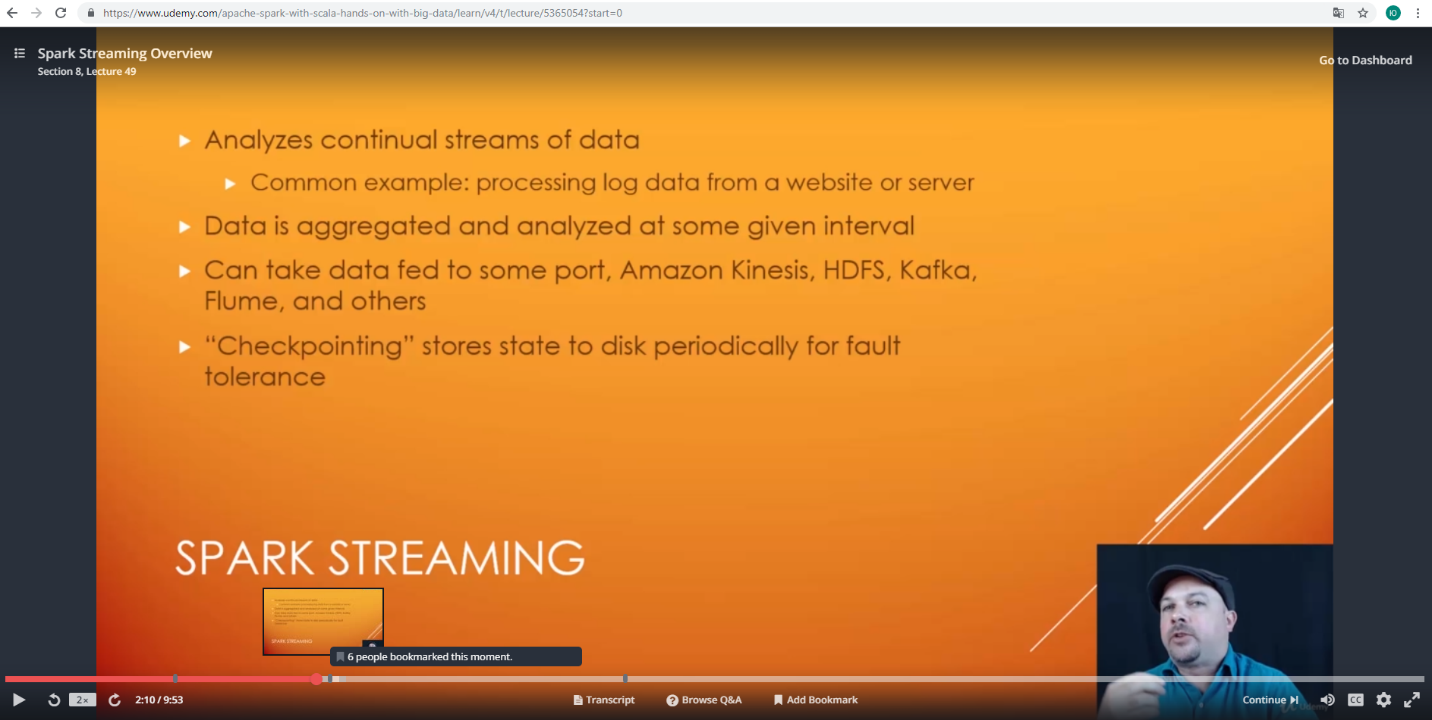 https://www.udemy.com/apache-spark-with-scala-hands-on-with-big-data/learn/v4/t/lecture/5365054?start=0
Ю
Spark Streaming Overview
Section 8, Lecture 49
Go to Dashboard
Analyzes continual streams of data
Common example: processing log data from a website or server
Data is aggregated and analyzed at some given interval
Can take data fed to some port, Amazon Kinesis, HDFS, Kafka,
Flume, and others
“Checkpointing” stores state to disk periodically for fault
tolerance
SPARK STREAMING
SPARK STREAMING
6 people bookmarked this moment.
2x
2:10 / 9:53
Transcript
Browse Q&A
Add Bookmark
Continue
CC